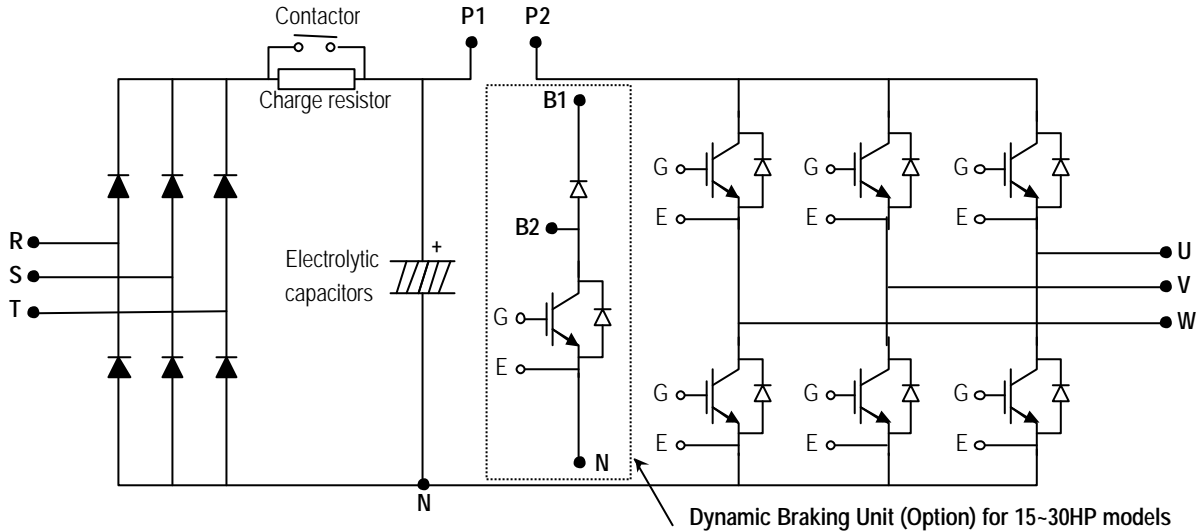 Contactor
P1
P2
Charge resistor
B1
G
G
G
E
E
E
R
B2
S
Electrolytic
capacitors
+
T
U
V
W
G
E
G
G
G
E
E
E
N
N
Dynamic Braking Unit (Option) for 15~30HP models